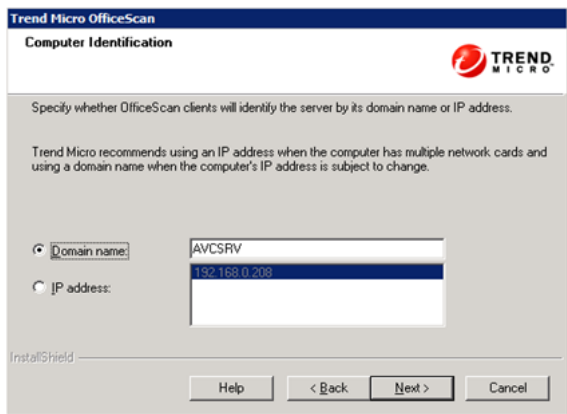 Trend Micro OfficeScan
Computer Identification
TREND
MICRO
Specify whether OfficeScan clients will identify the server by its domain name or IP address.
Trend Micro recommends using an IP address when the computer has multiple network cards and
using a domain name when the computer's IP address is subject to change.
Domain name: AVCSRV
192.168.0.208
IP address:
InstallShield
Help < Back Next > Cancel